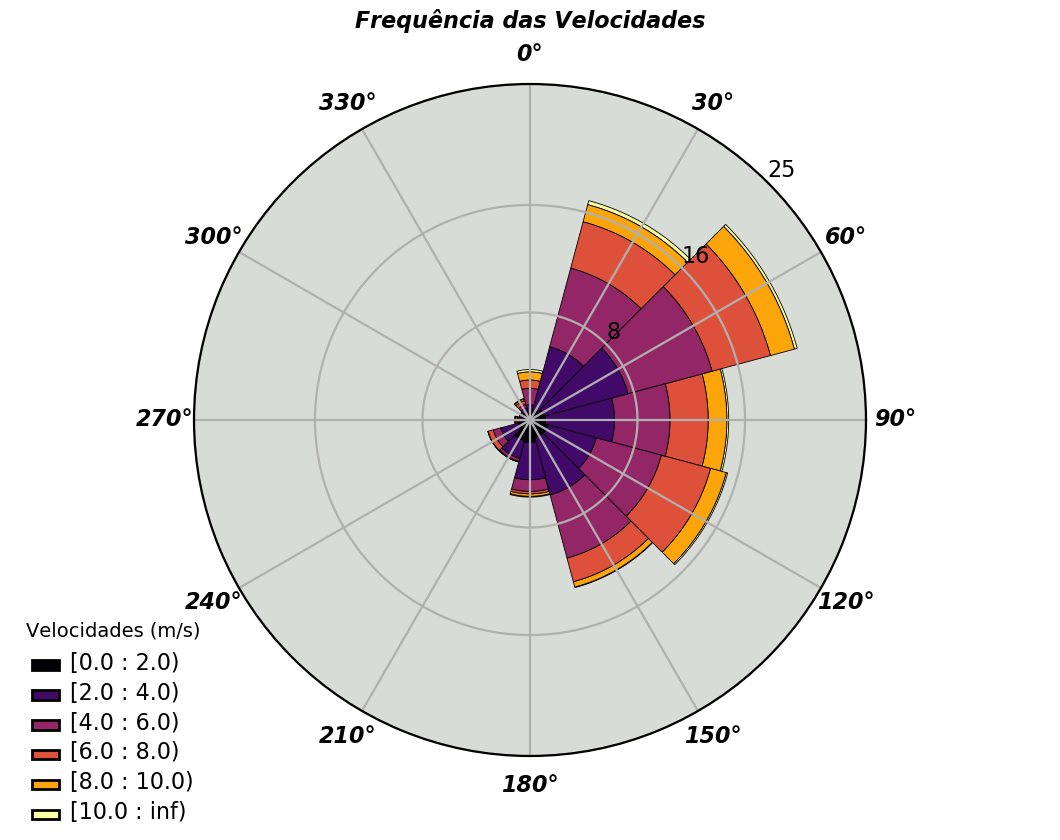 Frequência das Velocidades
0°
30°
60°
90°
120°
150°
180°
210°
240°
270°
300°
330°
8
16
25
Velocidades (m/s)
[0.0 : 2.0)
[2.0 : 4.0)
[4.0 : 6.0)
[6.0 : 8.0)
[8.0 : 10.0)
[10.0 : inf)